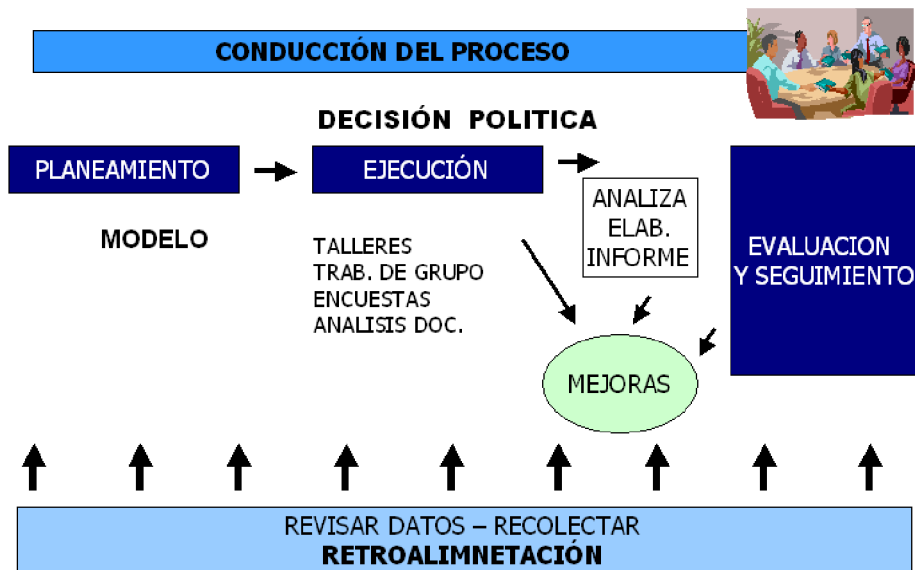 CONDUCCIÓN DEL PROCESO
DECISIÓN POLITICA
PLANEAMIENTO
EJECUCIÓN
MODELO
TALLERES
TRAB. DE GRUPO
ENCUESTAS
ANALISIS DOC.
ANALIZA
ELAB.
INFORME
EVALUACION
Y SEGUIMIENTO
MEJORAS
REVISAR DATOS – RECOLECTAR
RETROALIMNETACIÓN